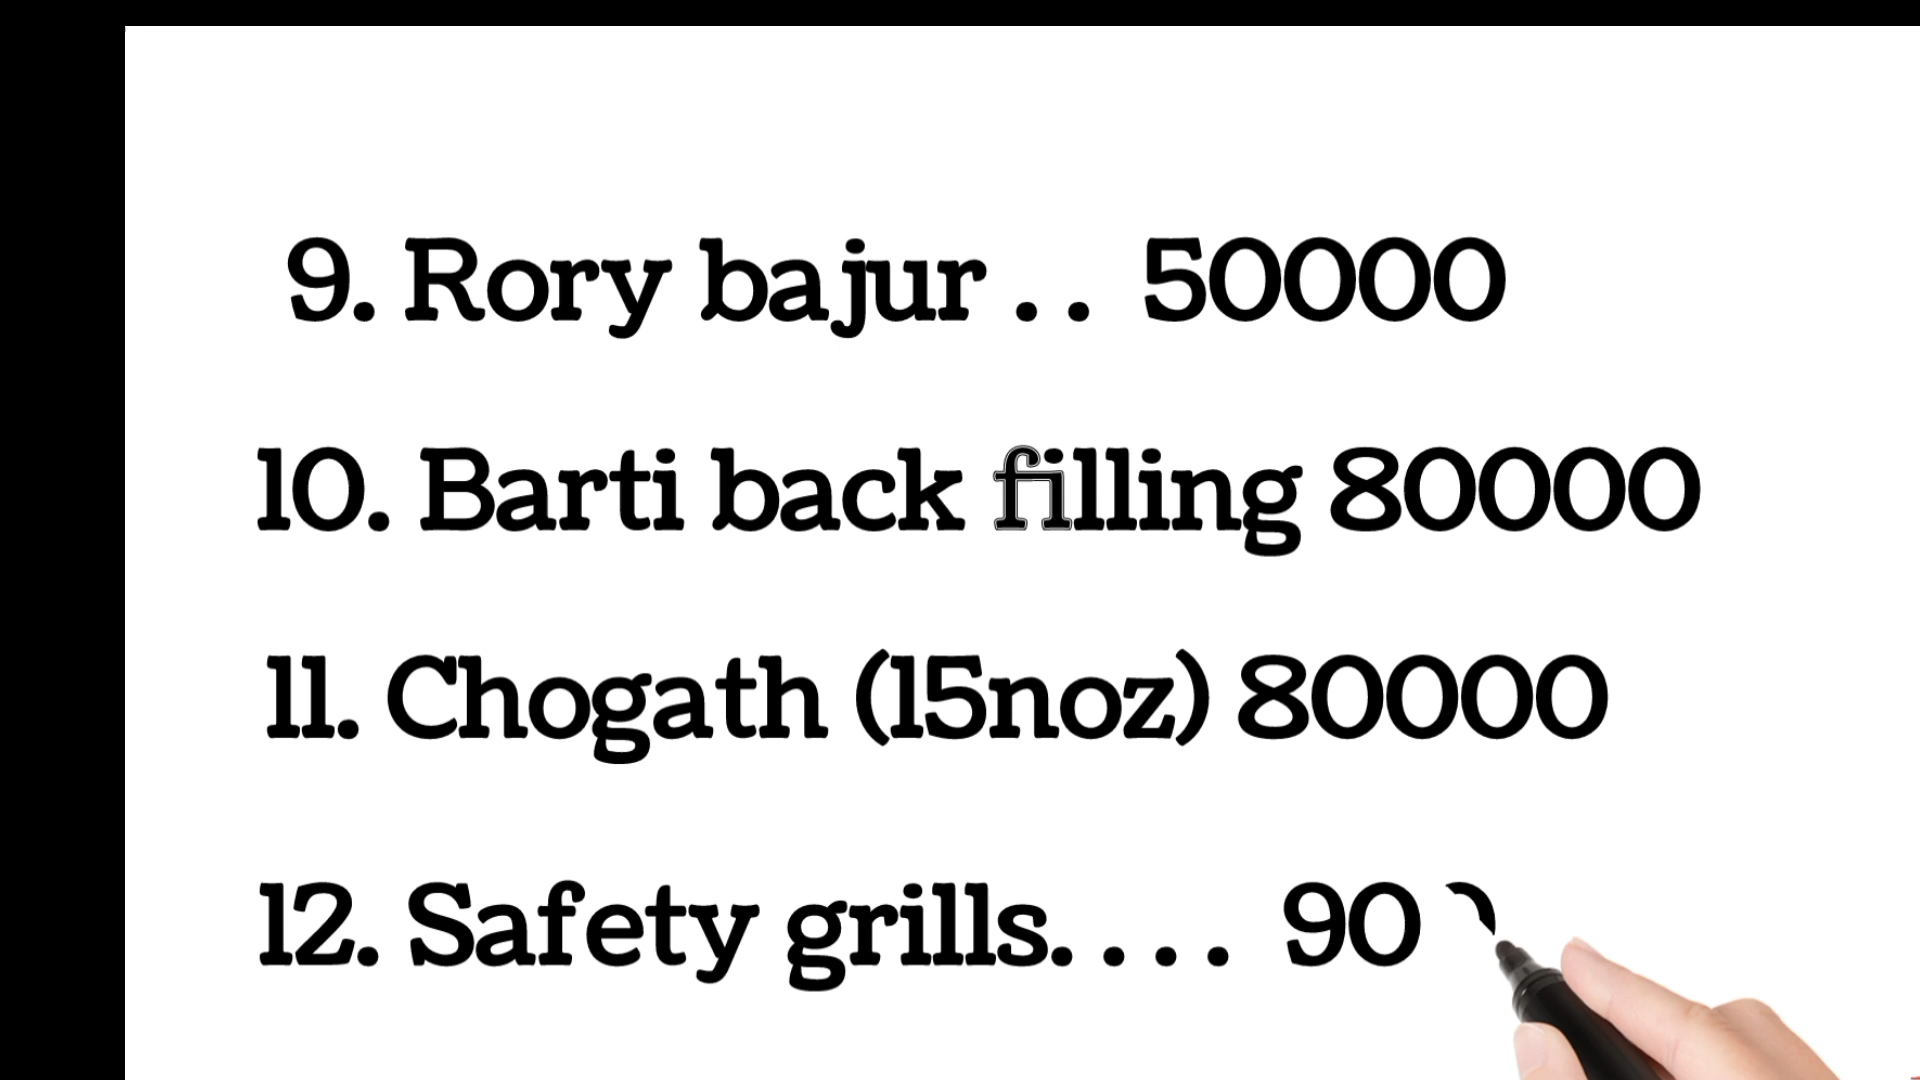 9. Rory bajur . . 50000
10. Barti back filling 80000
11. Chogath (15noz) 80000
12. Safety grills. . . . 90